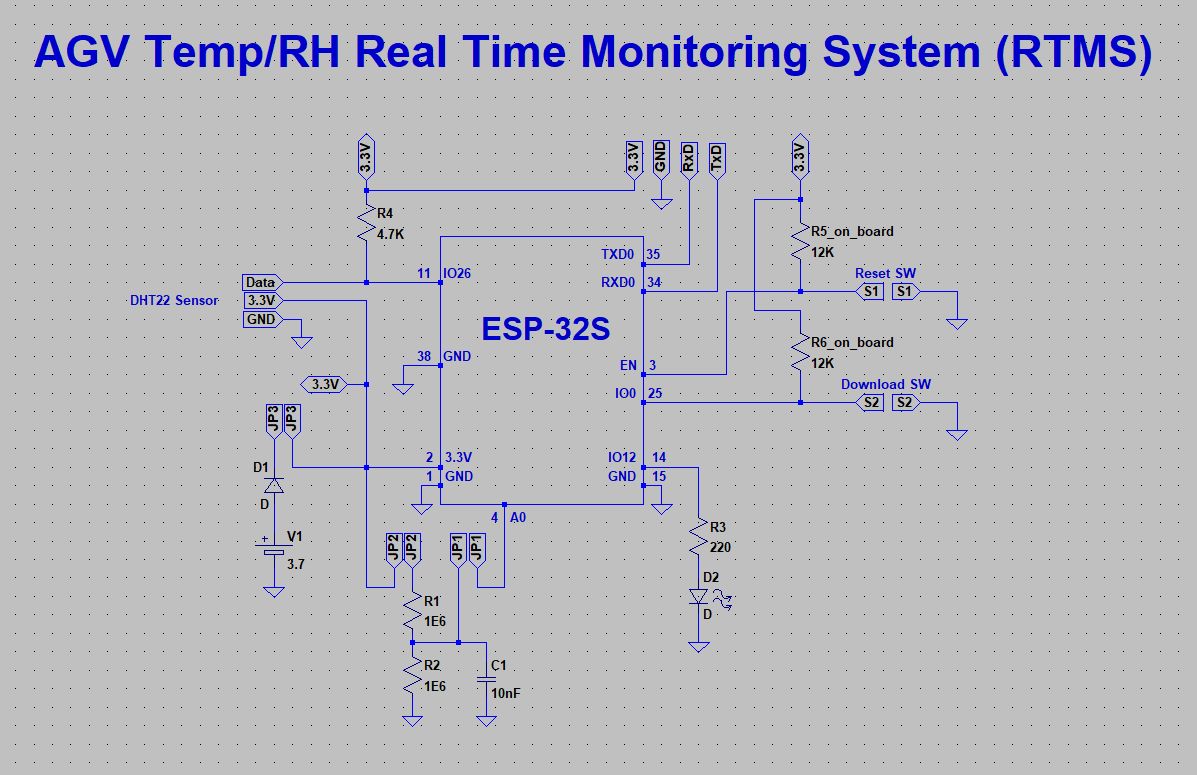 AGV Temp/RH Real Time Monitoring System (RTMS)
3.3V
3.3V
GND
RxD
TxD
3.3V
R4
4.7K
R5_on_board
12K
TXD0
35
11
IO26
RXD0
34
Reset SW
Data
DHT22 Sensor
3.3V
S1
S1
GND
ESP-32S
R6_on_board
12K
38
GND
EN
3
3.3V
Download SW
IO0
25
S2
S2
JP3
JP3
2
3.3V
IO12
14
D1
1
GND
GND
15
D
4
A0
V1
3.7
JP2
JP2
JP1
JP1
R3
220
D2
D
R1
1E6
R2
1E6
C1
10nF